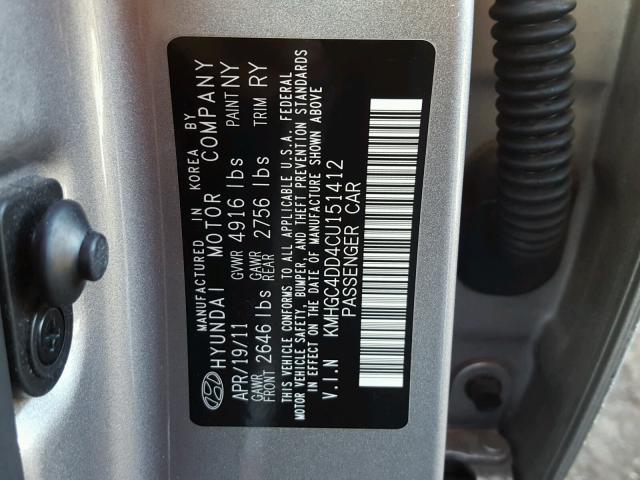 MANUFACTURED IN KOREA BY
HYUNDAI MOTOR COMPANY
APR/19/11 GVWR 4916 lbs PAINT NY
GAWR FRONT 2646 lbs GAWR REAR 2756 lbs TRIM RY
THIS VEHICLE CONFORMS TO ALL APPLICABLE U.S.A. FEDERAL
MOTOR VEHICLE SAFETY, BUMPER, AND THEFT PREVENTION STANDARDS
IN EFFECT ON THE DATE OF MANUFACTURE SHOWN ABOVE
V.I.N KMHGC4DD4CU151412
PASSENGER CAR